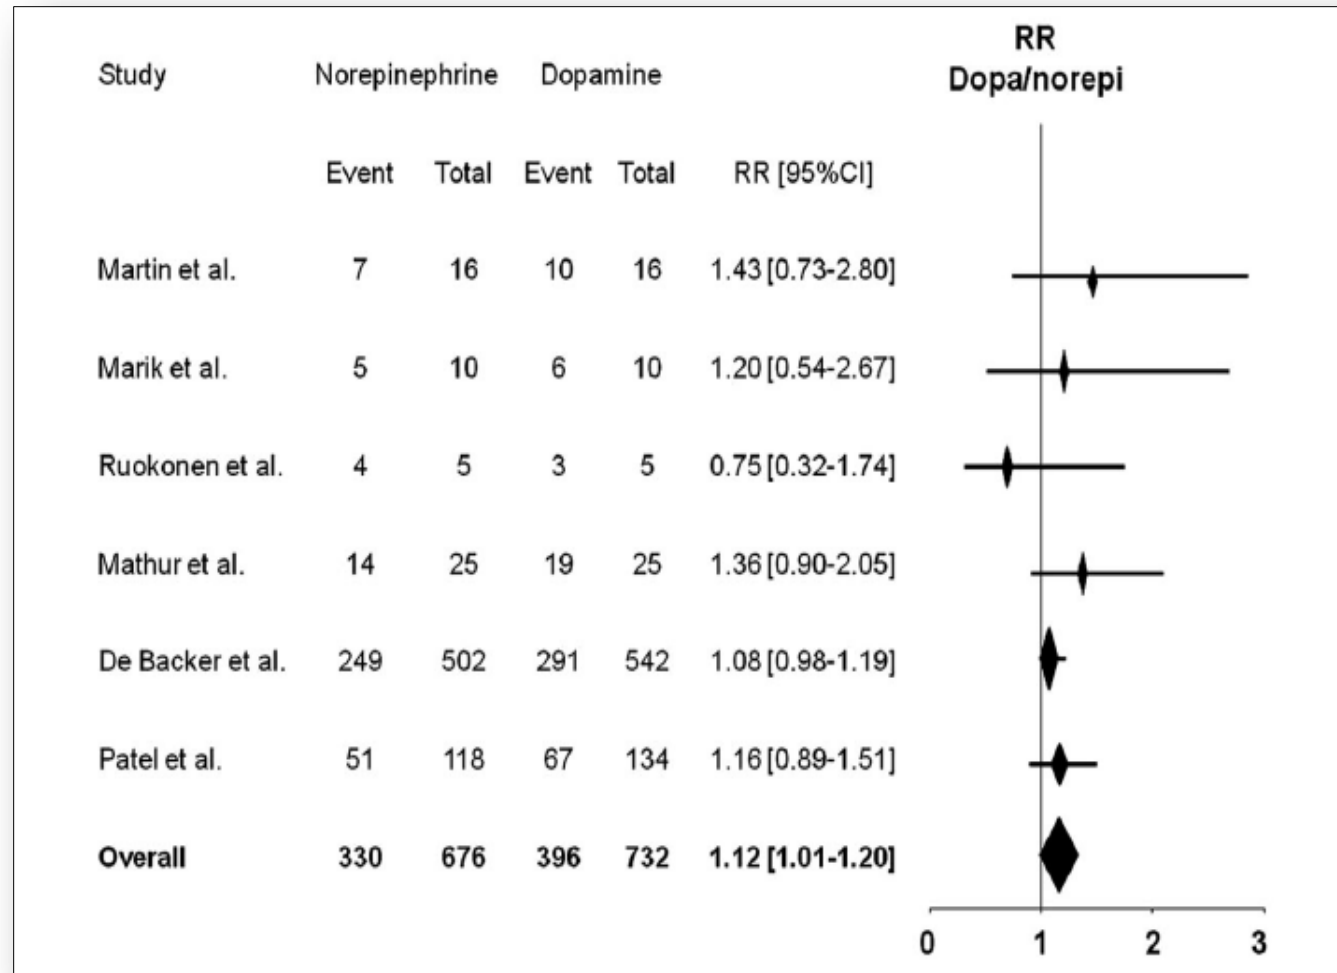 RR
Study Norepinephrine Dopamine Dopa/norepi
Event Total Event Total RR [95%CI]
Martin et al. 7 16 10 16 1.43 [0.73-2.80]
Marik et al. 5 10 6 10 1.20 [0.54-2.67]
Ruokonen et al. 4 5 3 5 0.75 [0.32-1.74]
Mathur et al. 14 25 19 25 1.36 [0.90-2.05]
De Backer et al. 249 502 291 542 1.08 [0.98-1.19]
Patel et al. 51 118 67 134 1.16 [0.89-1.51]
Overall 330 676 396 732 1.12 [1.01-1.20]
0 1 2 3